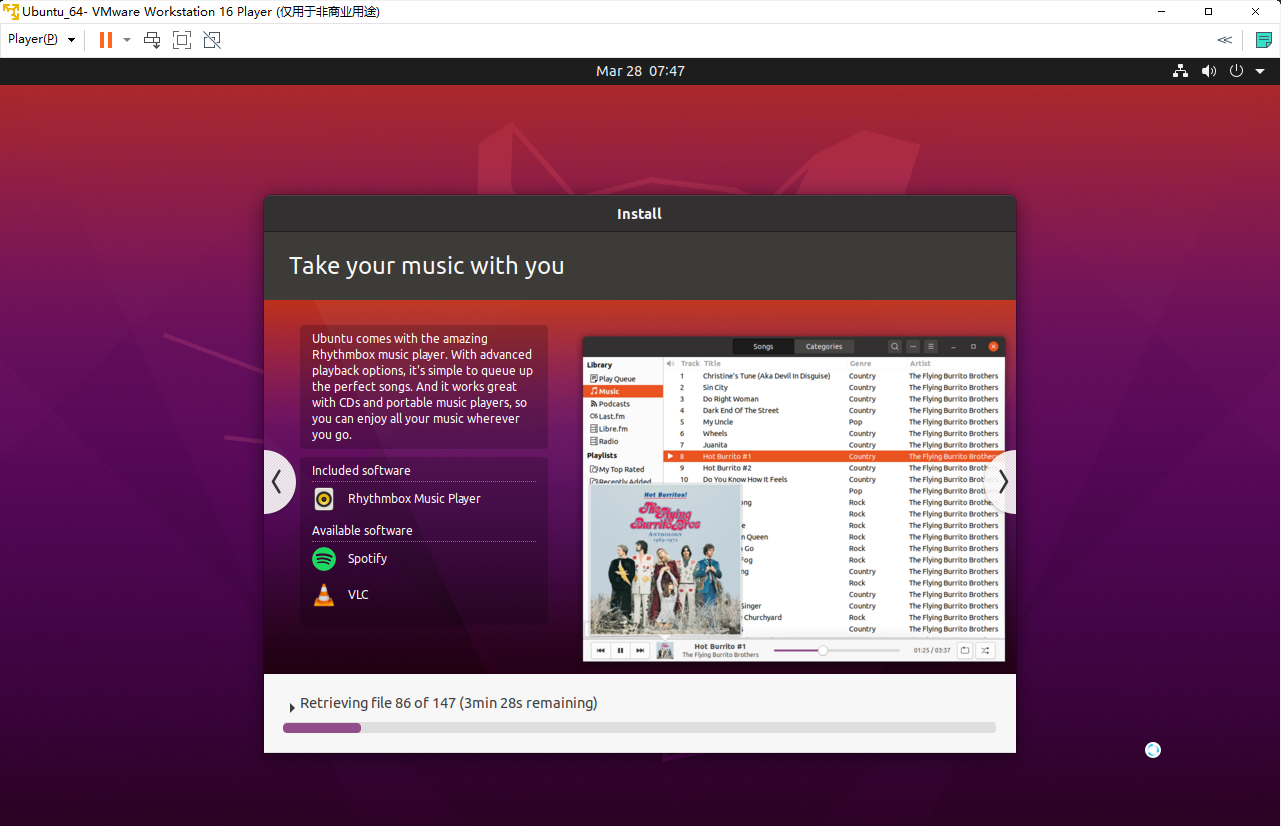 Ubuntu_64- VMware Workstation 16 Player (仅用于非商业用途)
Player(P)
Mar 28 07:47
Install
Take your music with you
Ubuntu comes with the amazing
Rhythmbox music player. With advanced
playback options, it's simple to queue up
the perfect songs. And it works great
with CDs and portable music players, so
you can enjoy all your music wherever
you go.
Included software
Rhythmbox Music Player
Available software
Spotify
VLC
Songs Categories
Library
Play Queue
Music
Podcasts
Last.fm
Libre.fm
Radio
Playlists
My Top Rated
Recently Added
Track Title Genre Artist
1 Christine's Tune (Aka Devil In Disguise) Country The Flying Burrito Brothers
2 Sin City Country The Flying Burrito Brothers
3 Do Right Woman Country The Flying Burrito Brothers
4 Dark End Of The Street Country The Flying Burrito Brothers
5 My Uncle Pop The Flying Burrito Brothers
6 Wheels Country The Flying Burrito Brothers
7 Juanita Country The Flying Burrito Brothers
8 Hot Burrito #1 Country The Flying Burrito Brothers
9 Hot Burrito #2 Country The Flying Burrito Brothers
10 Do You Know How It Feels Country The Flying Burrito Brothers
ong Pop The Flying Burrito Brothers
Rock The Flying Burrito Brothers
Rock The Flying Burrito Brothers
e Rock The Flying Burrito Brothers
n Queen Rock The Flying Burrito Brothers
Go Rock The Flying Burrito Brothers
Fog Rock The Flying Burrito Brothers
ng Country The Flying Burrito Brothers
Rock The Flying Burrito Brothers
Country The Flying Burrito Brothers
Singer Country The Flying Burrito Brothers
Churchyard Rock The Flying Burrito Brothers
s Country The Flying Burrito Brothers
Hot Burritos!
The Flying
Burrito Bros
ANTHOLOGY
1969-1972
Hot Burrito #1
The Flying Burrito Brothers
01:25 / 03:37
Retrieving file 86 of 147 (3min 28s remaining)